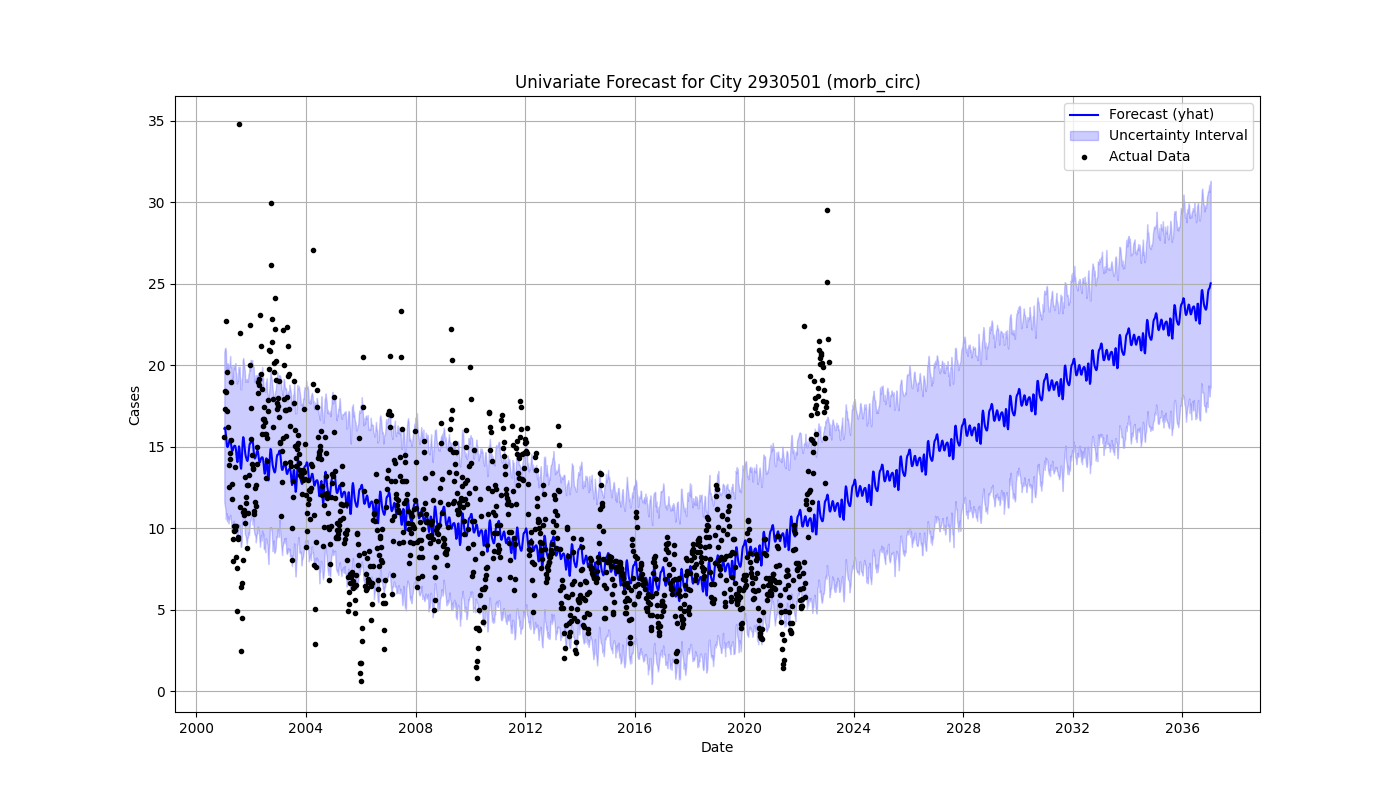 Univariate Forecast for City 2930501 (morb_circ)
Forecast (yhat)
Uncertainty Interval
Actual Data
35
30
25
20
15
10
5
0
Cases
2000 2004 2008 2012 2016 2020 2024 2028 2032 2036
Date